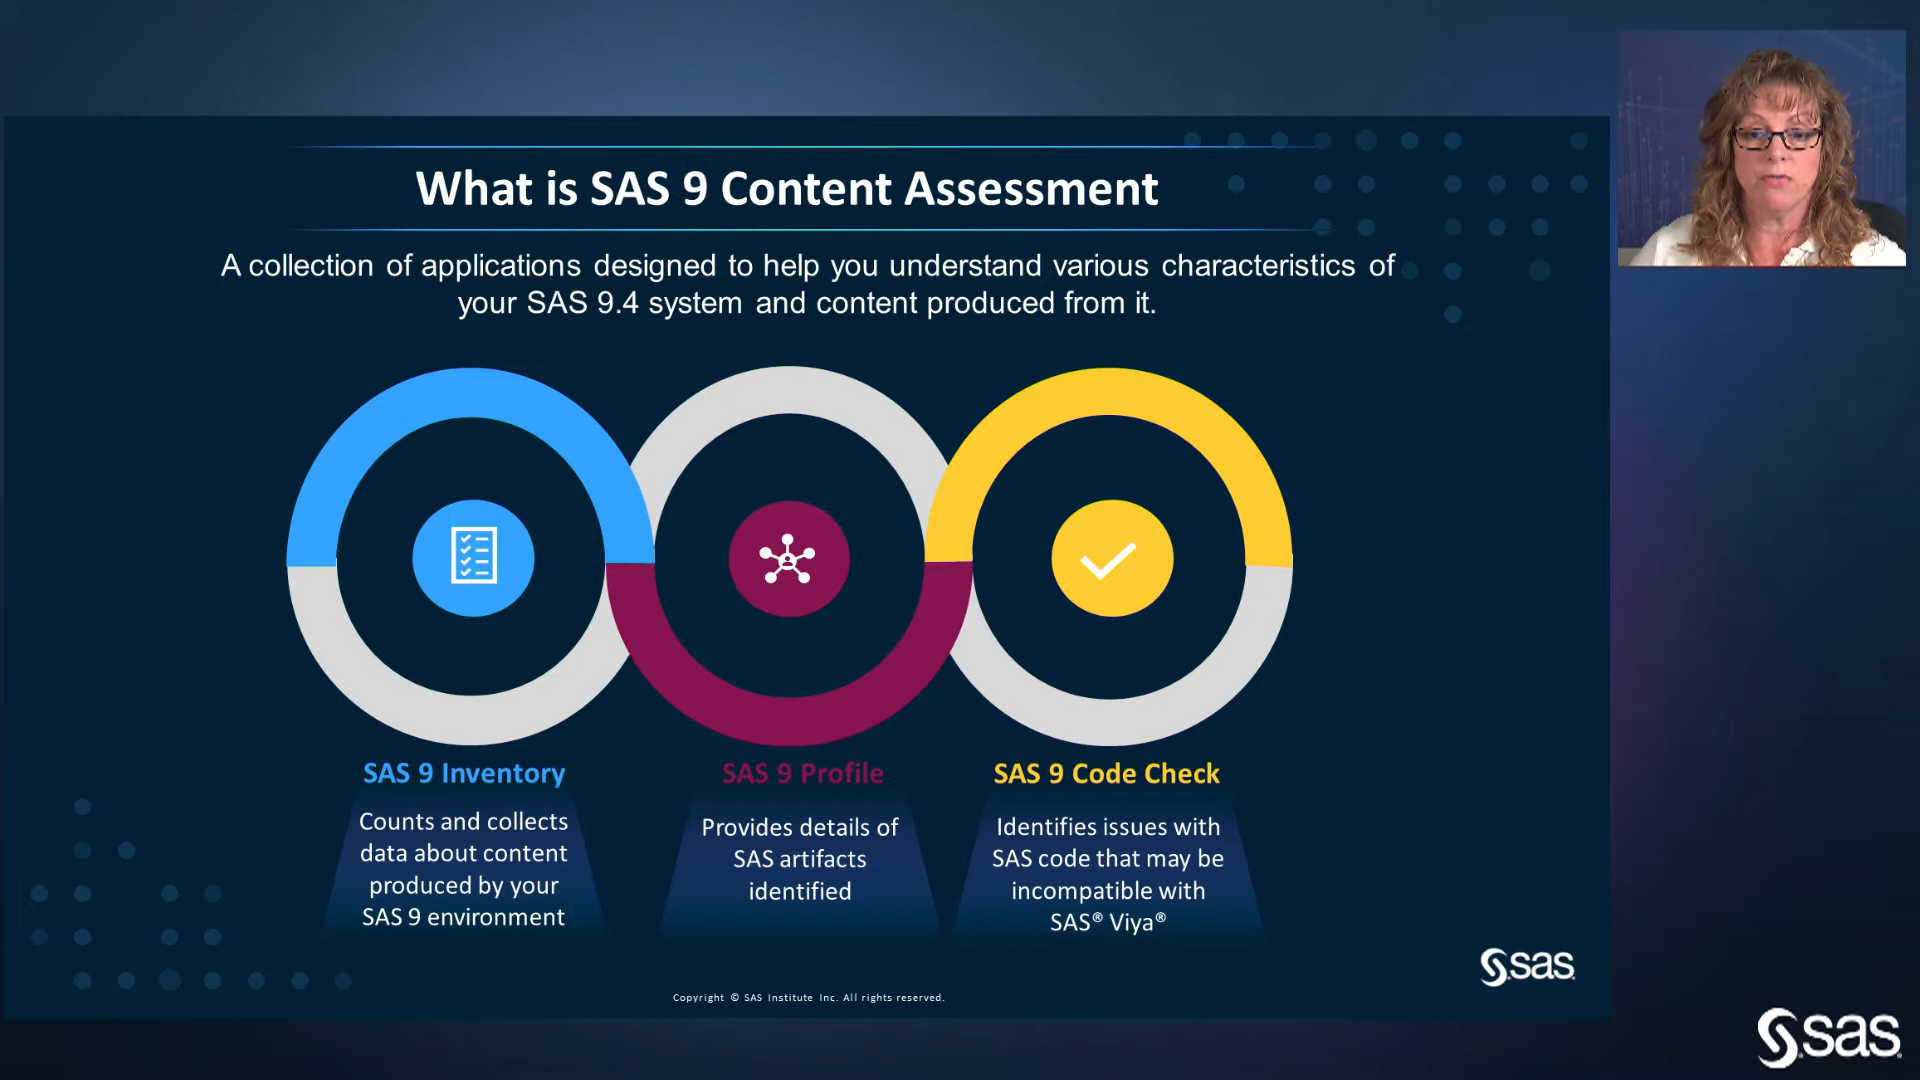 What is SAS 9 Content Assessment
A collection of applications designed to help you understand various characteristics of
your SAS 9.4 system and content produced from it.
SAS 9 Inventory
Counts and collects
data about content
produced by your
SAS 9 environment
SAS 9 Profile
Provides details of
SAS artifacts
identified
SAS 9 Code Check
Identifies issues with
SAS code that may be
incompatible with
SAS® Viya®
sas
Copyright © SAS Institute Inc. All rights reserved.
sas